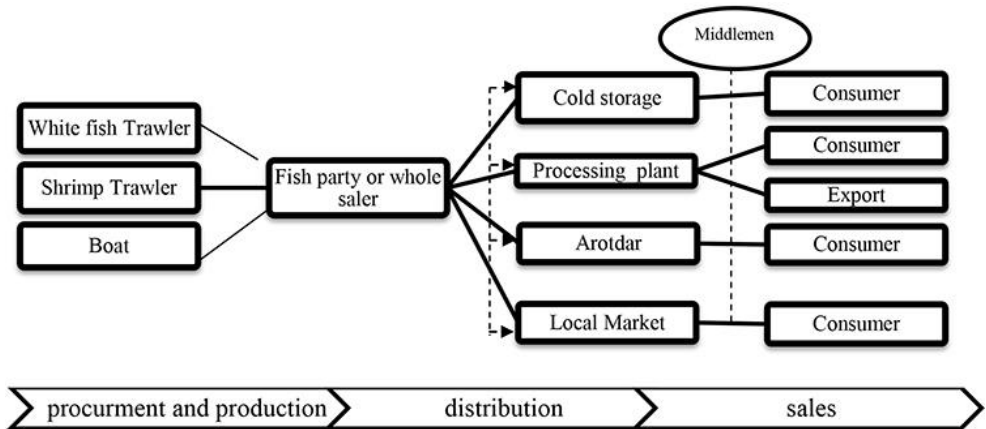 Middlemen
White fish Trawler
Shrimp Trawler
Boat
Fish party or whole
saler
Cold storage
Processing plant
Arotdar
Local Market
Consumer
Consumer
Export
Consumer
Consumer
procurment and production
distribution
sales